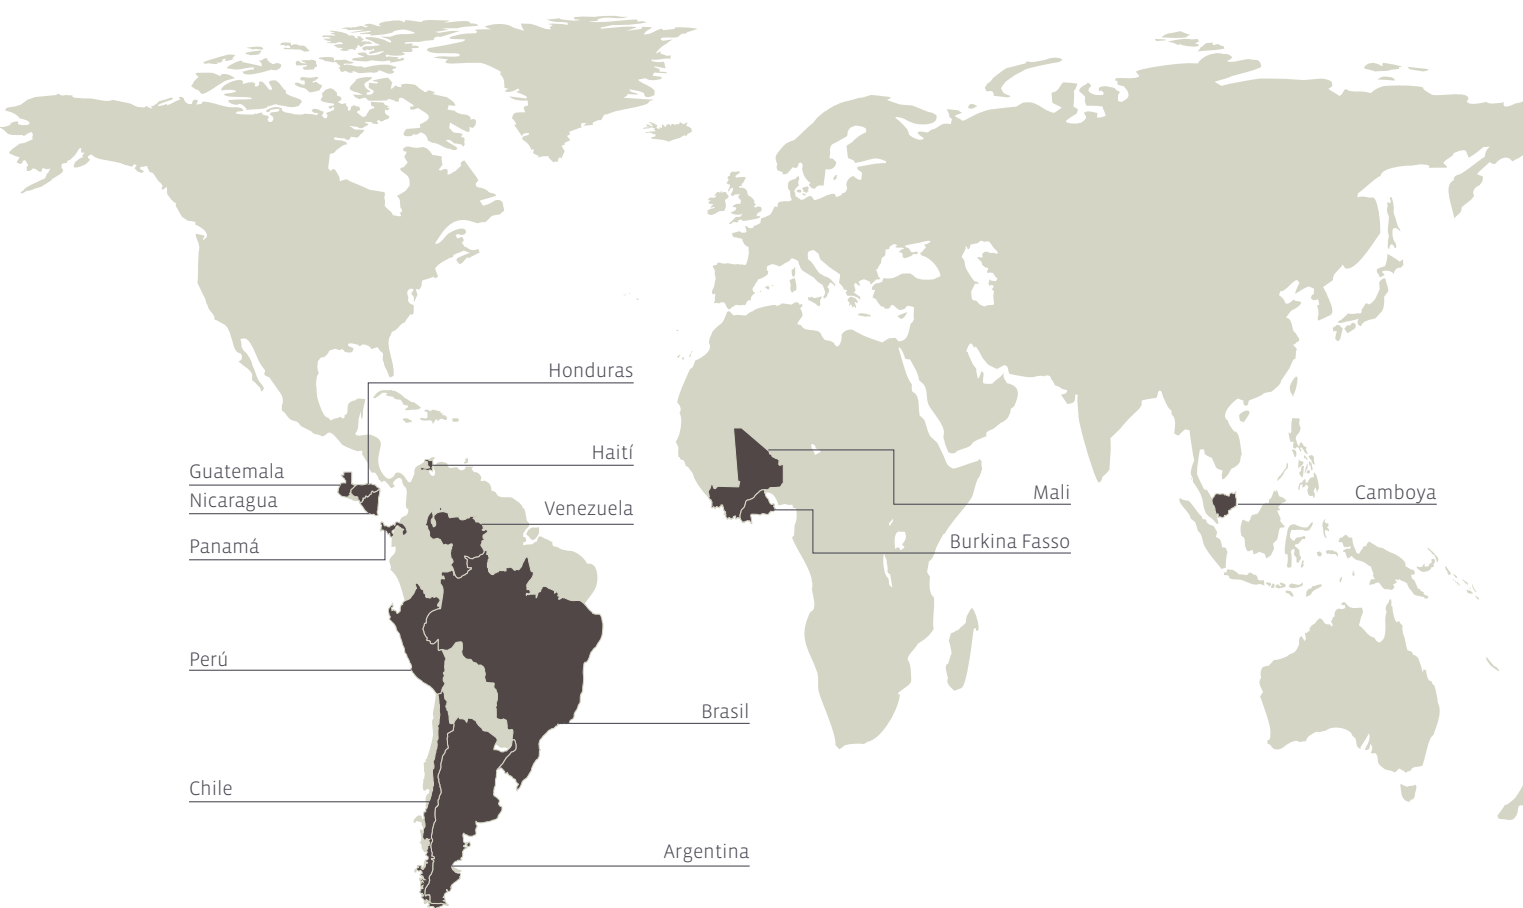 Honduras
Haití
Guatemala
Nicaragua
Venezuela
Mali
Camboya
Panamá
Burkina Fasso
Perú
Brasil
Chile
Argentina